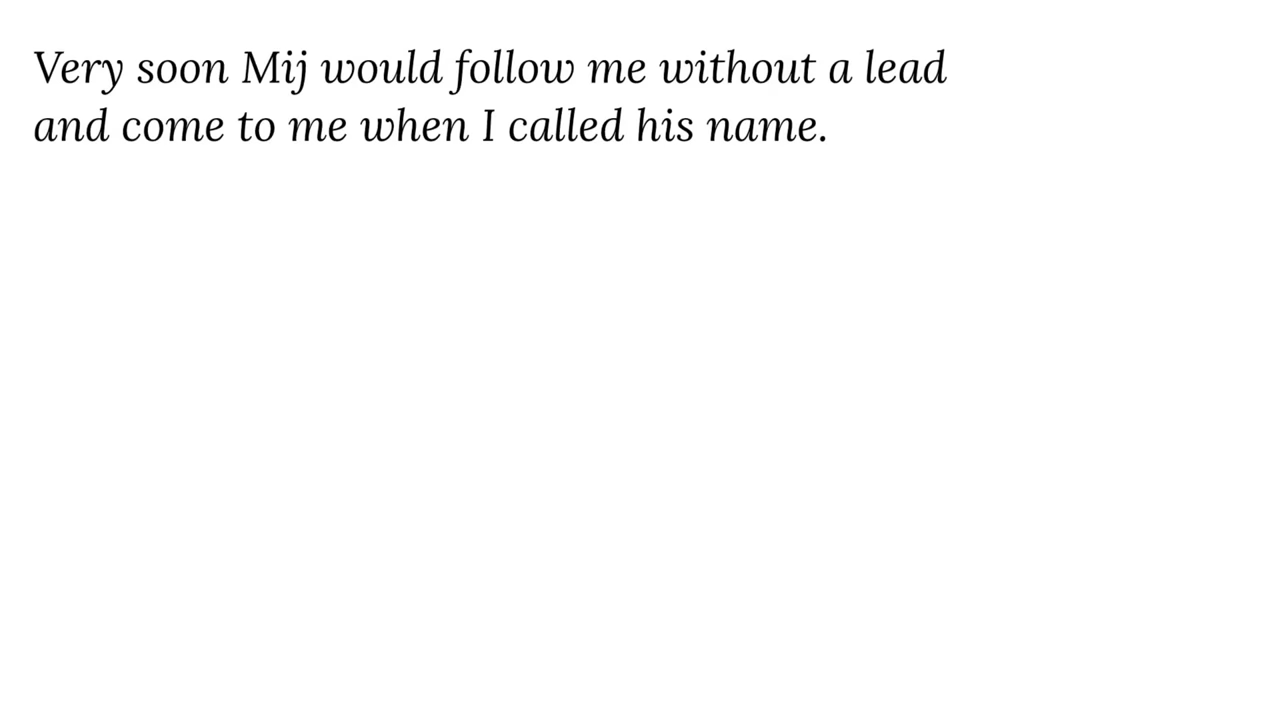 Very soon Mij would follow me without a lead
and come to me when I called his name.